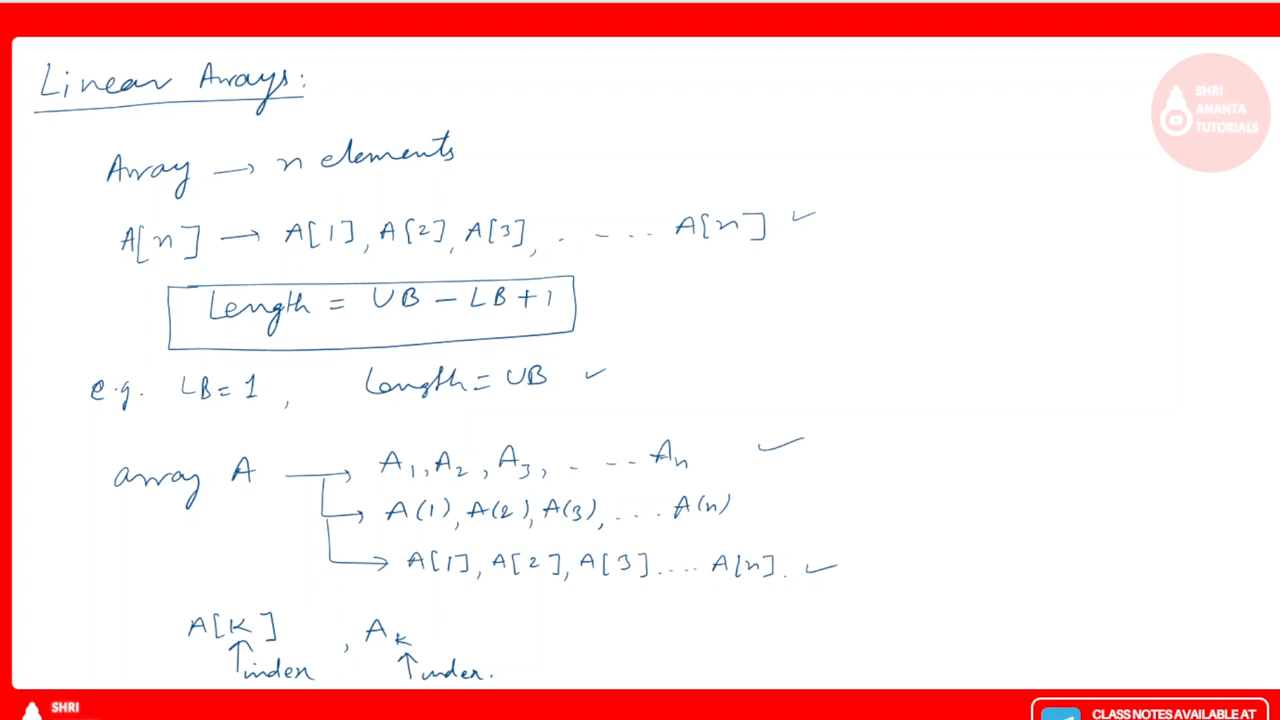 Linear Arrays:
SHRI
ANANTA
TUTORIALS
Array → n elements
A[n] → A[1], A[2], A[3], . - - ... A[n] ✓
Length = UB - LB + 1
e.g. LB = 1, Length = UB ✓
array A → A₁, A₂, A₃, . ... Aₙ ✓
→ A(1), A(2), A(3), ... A(n)
→ A[1], A[2], A[3] .... A[n]. ✓
A[K] , Aₖ
↑index ↑index.
SHRI
CLASS NOTES AVAILABLE AT